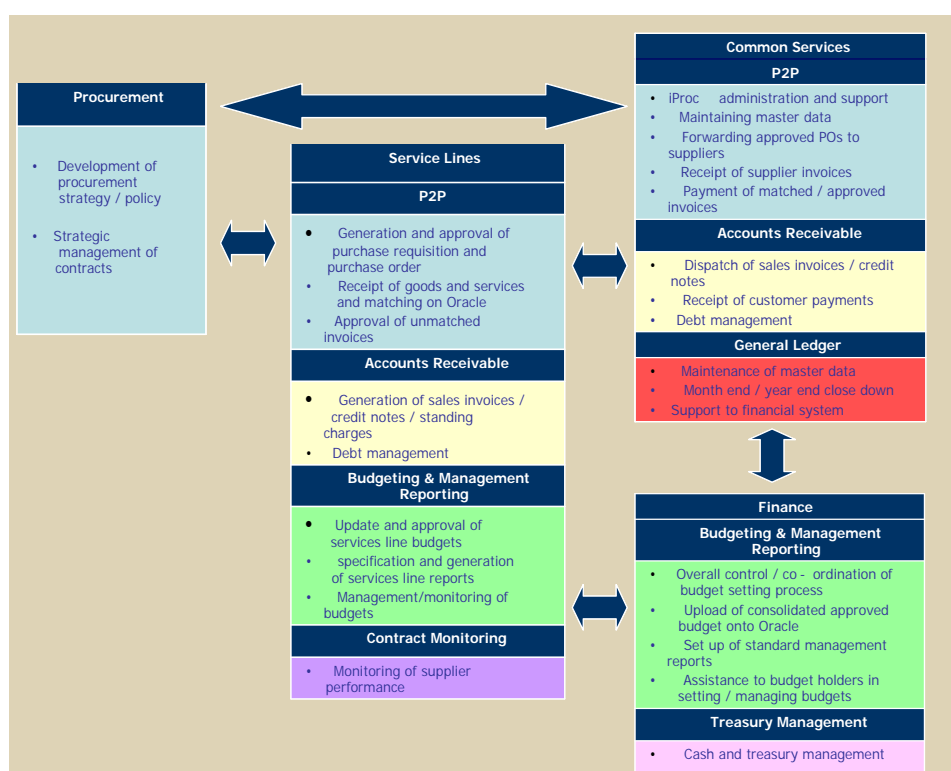 Procurement
• Development of
procurement
strategy / policy
• Strategic
management of
contracts
Service Lines
P2P
• Generation and approval of
purchase requisition and
purchase order
• Receipt of goods and services
and matching on Oracle
• Approval of unmatched
invoices
Accounts Receivable
• Generation of sales invoices /
credit notes / standing
charges
• Debt management
Budgeting & Management
Reporting
• Update and approval of
services line budgets
• specification and generation
of services line reports
• Management/monitoring of
budgets
Contract Monitoring
• Monitoring of supplier
performance
Common Services
P2P
• iProc administration and support
• Maintaining master data
• Forwarding approved POs to
suppliers
• Receipt of supplier invoices
• Payment of matched / approved
invoices
Accounts Receivable
• Dispatch of sales invoices / credit
notes
• Receipt of customer payments
• Debt management
General Ledger
• Maintenance of master data
• Month end / year end close down
• Support to financial system
Finance
Budgeting & Management
Reporting
• Overall control / co - ordination of
budget setting process
• Upload of consolidated approved
budget onto Oracle
• Set up of standard management
reports
• Assistance to budget holders in
setting / managing budgets
Treasury Management
• Cash and treasury management